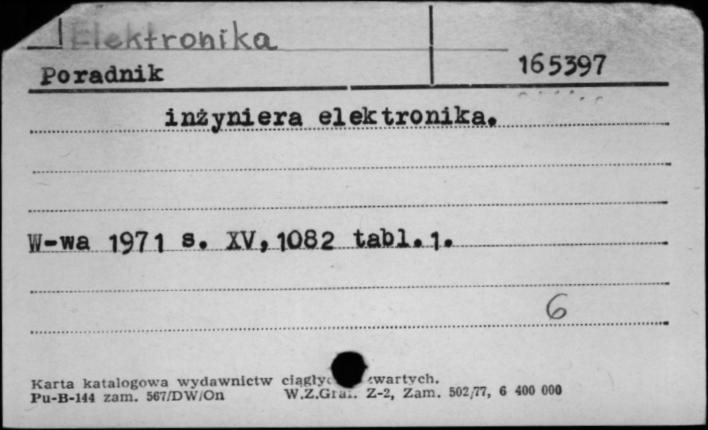 Elektronika
Poradnik 165397
inżyniera elektronika.
W-wa 1971 s. XV,1082 tabl.1.
6
Karta katalogowa wydawnictw
Pu-B-144 zam. 567/DW/On W.Z.Graf. Z-2, Zam. 502/77, 6 400 000